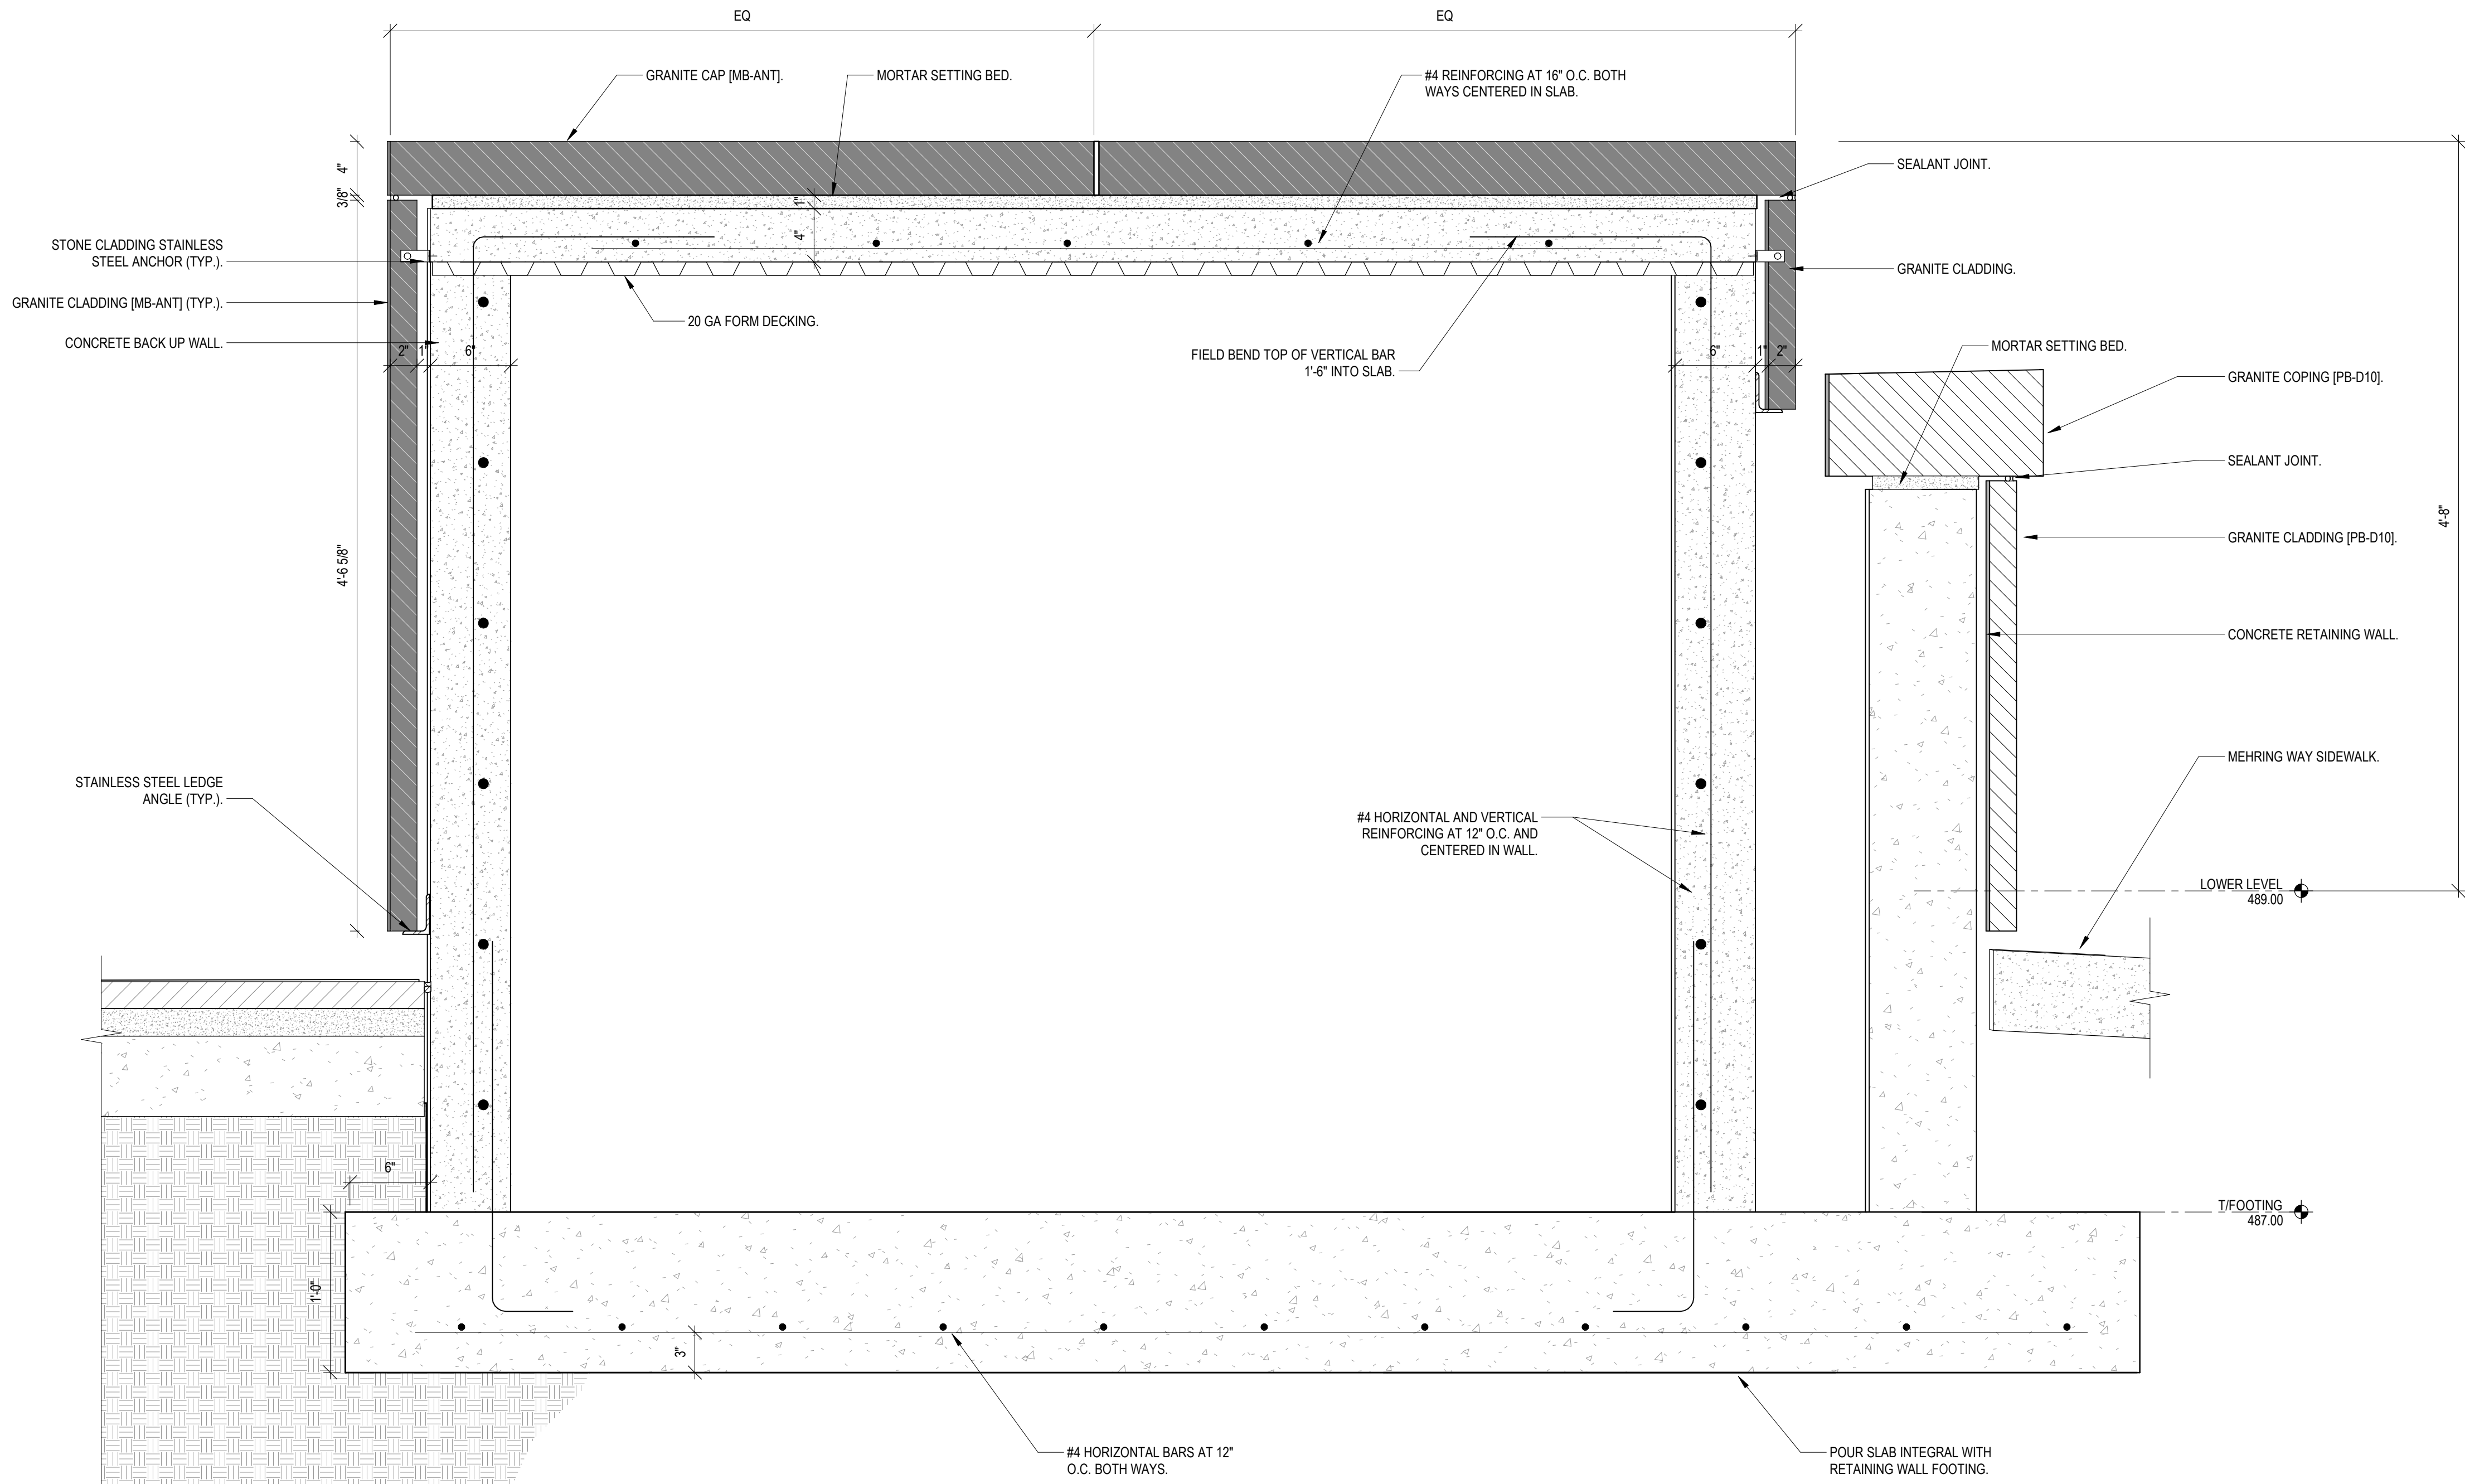 EQ
EQ
GRANITE CAP [MB-ANT].
MORTAR SETTING BED.
#4 REINFORCING AT 16" O.C. BOTH
WAYS CENTERED IN SLAB.
4"
3/8"
SEALANT JOINT.
1"
4"
STONE CLADDING STAINLESS
STEEL ANCHOR (TYP.).
GRANITE CLADDING.
GRANITE CLADDING [MB-ANT] (TYP.).
20 GA FORM DECKING.
CONCRETE BACK UP WALL.
2"
1"
6"
FIELD BEND TOP OF VERTICAL BAR
1'-6" INTO SLAB.
6"
1"
2"
MORTAR SETTING BED.
GRANITE COPING [PB-D10].
SEALANT JOINT.
4'-8"
GRANITE CLADDING [PB-D10].
4'-6 5/8"
CONCRETE RETAINING WALL.
MEHRING WAY SIDEWALK.
STAINLESS STEEL LEDGE
ANGLE (TYP.).
#4 HORIZONTAL AND VERTICAL
REINFORCING AT 12" O.C. AND
CENTERED IN WALL.
LOWER LEVEL
489.00
6"
T/FOOTING
487.00
1'-0"
3"
#4 HORIZONTAL BARS AT 12"
O.C. BOTH WAYS.
POUR SLAB INTEGRAL WITH
RETAINING WALL FOOTING.